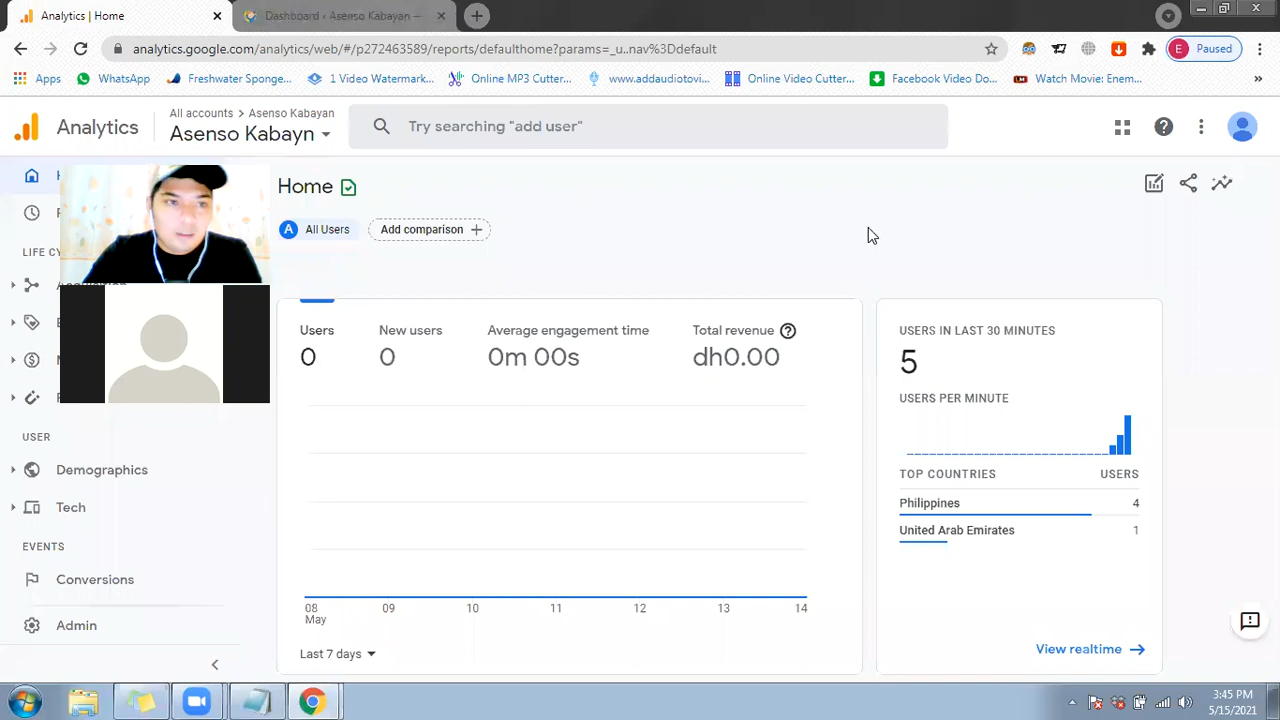 Analytics | Home
Dashboard ‹ Asenso Kabayan —
analytics.google.com/analytics/web/#/p272463589/reports/defaulthome?params=_u..nav%3Ddefault
E Paused
Apps
WhatsApp
Freshwater Sponge...
1 Video Watermark...
Online MP3 Cutter...
www.addaudiotovi...
Online Video Cutter...
Facebook Video Do...
Watch Movie: Enem...
»
Analytics
All accounts > Asenso Kabayan
Asenso Kabayn
Try searching "add user"
Home
A All Users
Add comparison +
LIFE CY
USER
Demographics
Tech
EVENTS
Conversions
Admin
Users
0
New users
0
Average engagement time
0m 00s
Total revenue
dh0.00
08
May
09
10
11
12
13
14
Last 7 days
USERS IN LAST 30 MINUTES
5
USERS PER MINUTE
TOP COUNTRIES USERS
Philippines 4
United Arab Emirates 1
View realtime
3:45 PM
5/15/2021